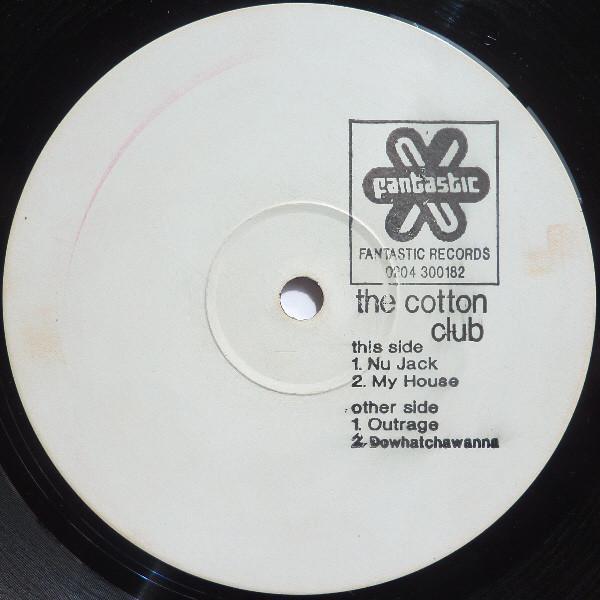 fantastic
FANTASTIC RECORDS
0204 300182
the cotton
club
this side
1. Nu Jack
2. My House
other side
1. Outrage
2. Dowhatchawanna